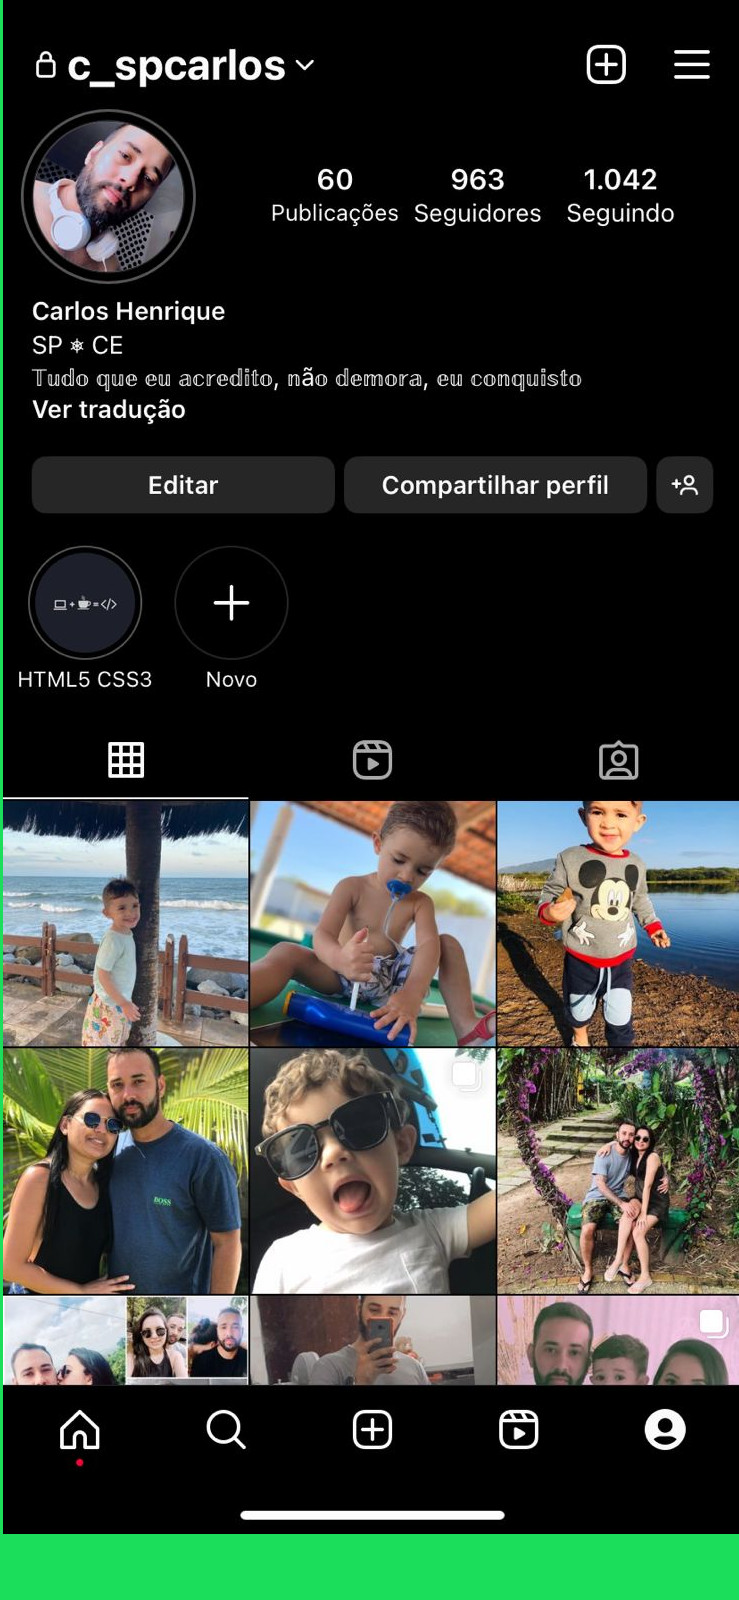 c_spcarlos
60 963 1.042
Publicações Seguidores Seguindo
Carlos Henrique
SP ⎈ CE
𝕋𝕦𝕕𝕠 𝕢𝕦𝕖 𝕖𝕦 𝕒𝕔𝕣𝕖𝕕𝕚𝕥𝕠, 𝕟ã𝕠 𝕕𝕖𝕞𝕠𝕣𝕒, 𝕖𝕦 𝕔𝕠𝕟𝕢𝕦𝕚𝕤𝕥𝕠
Ver tradução
Editar Compartilhar perfil
+ = </>
HTML5 CSS3 Novo
BOSS